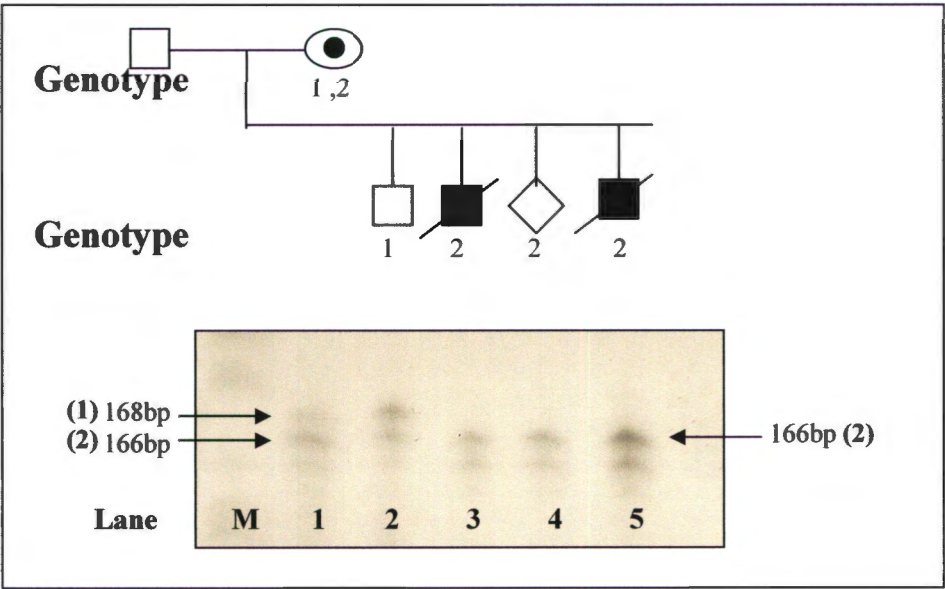 Genotype
1 ,2
Genotype
1 2 2 2
(1) 168bp
(2) 166bp
166bp (2)
Lane M 1 2 3 4 5